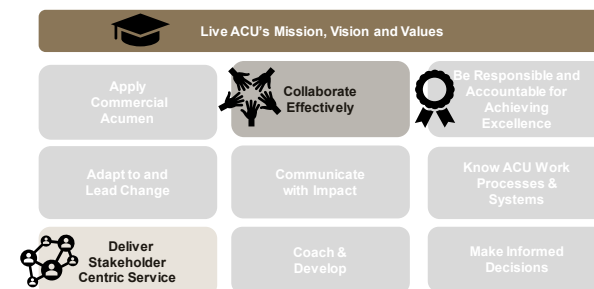 Live ACU's Mission, Vision and Values
Apply
Commercial
Acumen
Collaborate
Effectively
Be Responsible and
Accountable for
Achieving
Excellence
Adapt to and
Lead Change
Communicate
with Impact
Know ACU Work
Processes &
Systems
Deliver
Stakeholder
Centric Service
Coach &
Develop
Make Informed
Decisions